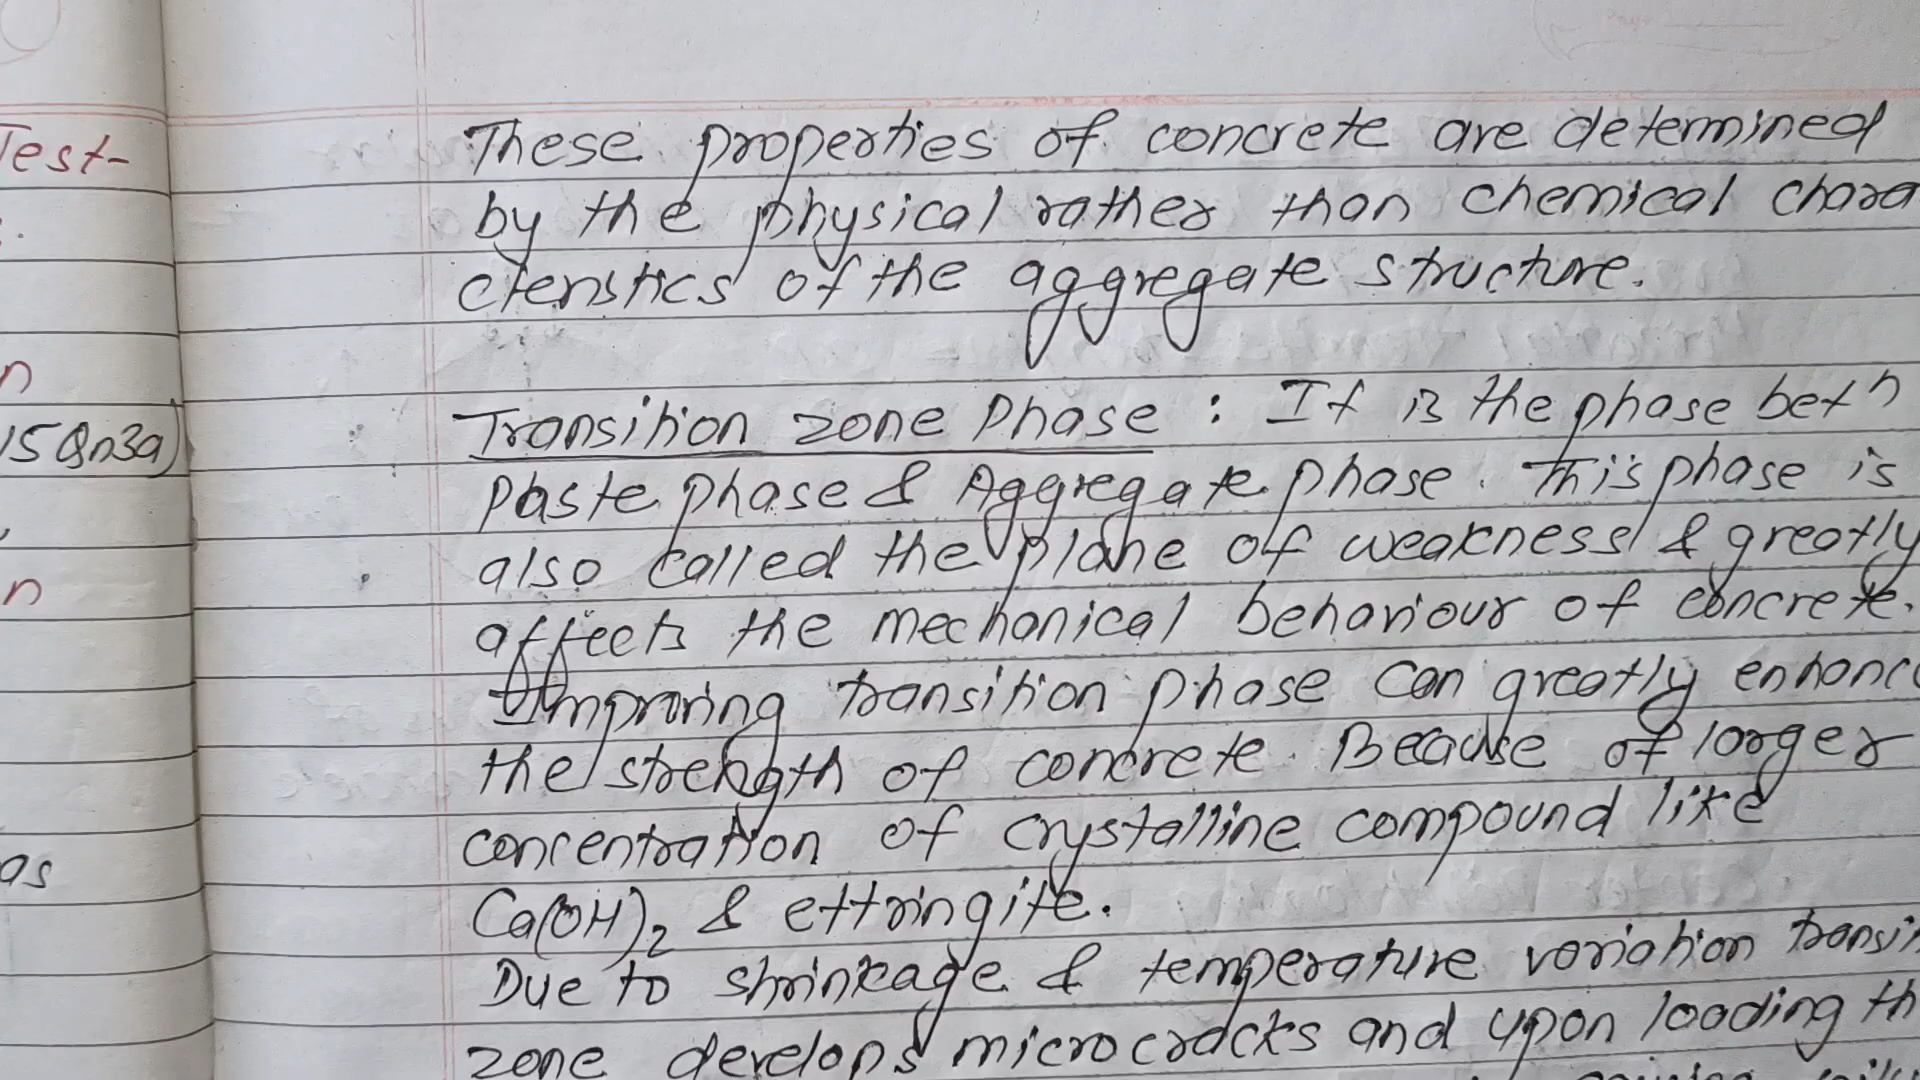 Test-
n
15 Qn3a)
n
as
These properties of concrete are determined
by the physical rather than chemical chara
cteristics of the aggregate structure.
Transition zone Phase : It is the phase betn
Paste phase & Aggregate phase. This phase is
also called the plane of weakness & greatly
affects the mechanical behaviour of concrete.
Improving transition phase can greatly enhance
the strength of concrete. Because of larger
concentration of crystalline compound like
Ca(OH)2 & ettringite.
Due to shrinkage & temperature variation transi
zone develops microcracks and upon loading th